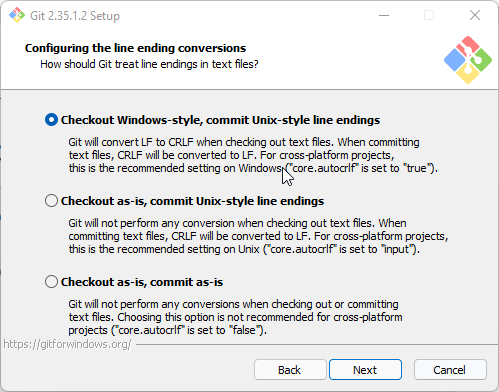 Git 2.35.1.2 Setup
Configuring the line ending conversions
How should Git treat line endings in text files?
Checkout Windows-style, commit Unix-style line endings
Git will convert LF to CRLF when checking out text files. When committing
text files, CRLF will be converted to LF. For cross-platform projects,
this is the recommended setting on Windows ("core.autocrlf" is set to "true").
Checkout as-is, commit Unix-style line endings
Git will not perform any conversion when checking out text files. When
committing text files, CRLF will be converted to LF. For cross-platform projects,
this is the recommended setting on Unix ("core.autocrlf" is set to "input").
Checkout as-is, commit as-is
Git will not perform any conversions when checking out or committing
text files. Choosing this option is not recommended for cross-platform
projects ("core.autocrlf" is set to "false").
https://gitforwindows.org/
Back Next Cancel